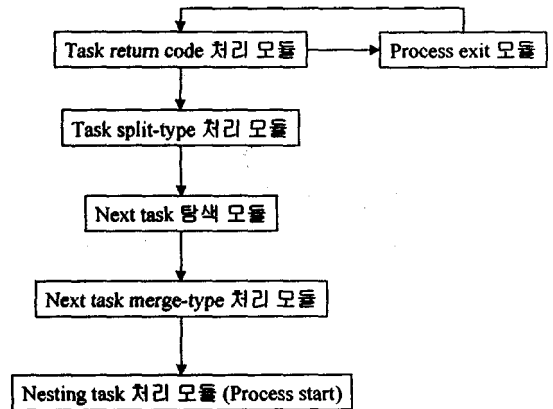 Task return code 처리 모듈
Process exit 모듈
Task split-type 처리 모듈
Next task 탐색 모듈
Next task merge-type 처리 모듈
Nesting task 처리 모듈 (Process start)